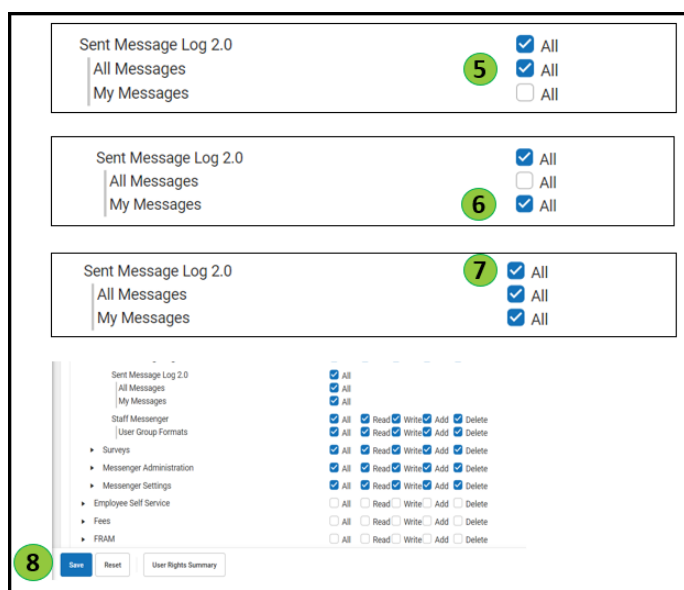 Sent Message Log 2.0 All
5 All Messages All
My Messages All
Sent Message Log 2.0 All
All Messages All
6 My Messages All
7 Sent Message Log 2.0 All
All Messages All
My Messages All
Sent Message Log 2.0 All
All Messages All
My Messages All
Staff Messenger All Read Write Add Delete
User Group Formats All Read Write Add Delete
Surveys All Read Write Add Delete
Messenger Administration All Read Write Add Delete
Messenger Settings All Read Write Add Delete
Employee Self Service All Read Write Add Delete
Fees All Read Write Add Delete
FRAM All Read Write Add Delete
8 Save Reset User Rights Summary